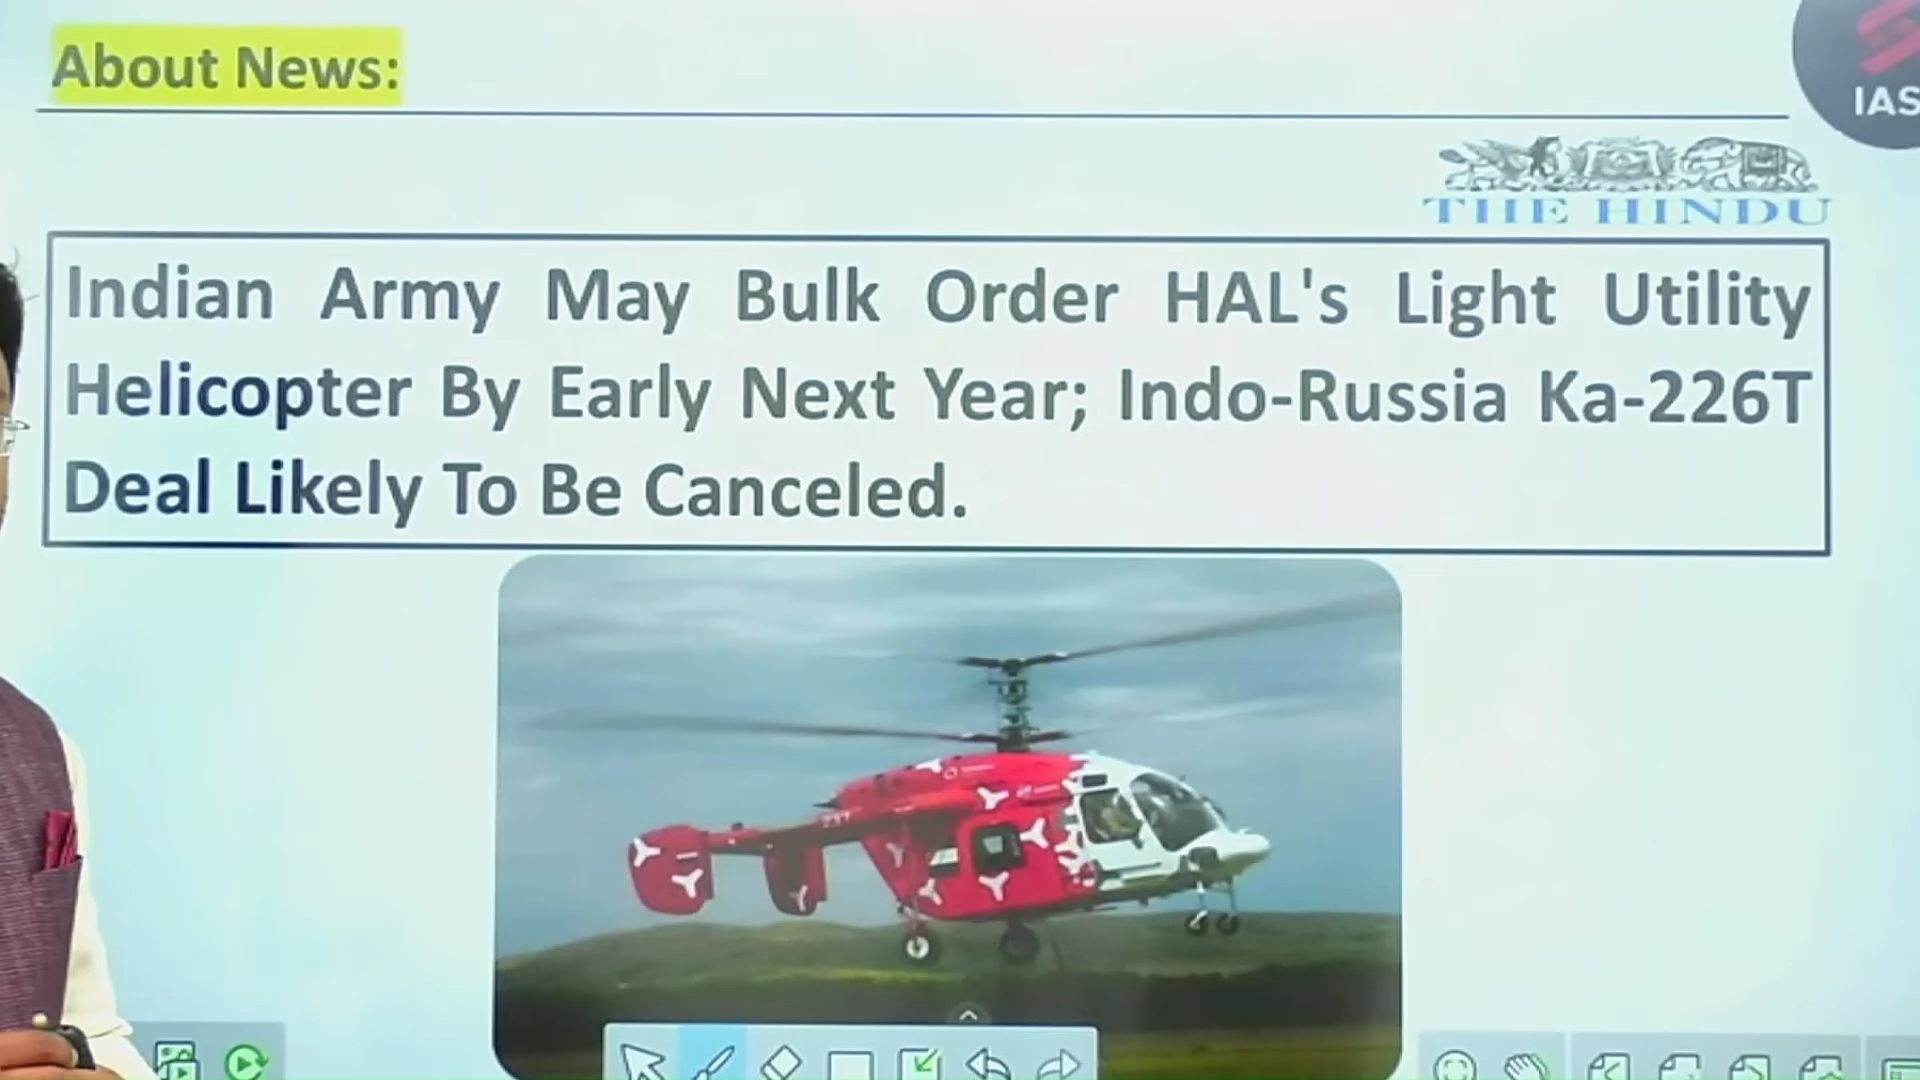 About News:
IAS
THE HINDU
Indian Army May Bulk Order HAL's Light Utility
Helicopter By Early Next Year; Indo-Russia Ka-226T
Deal Likely To Be Canceled.
237